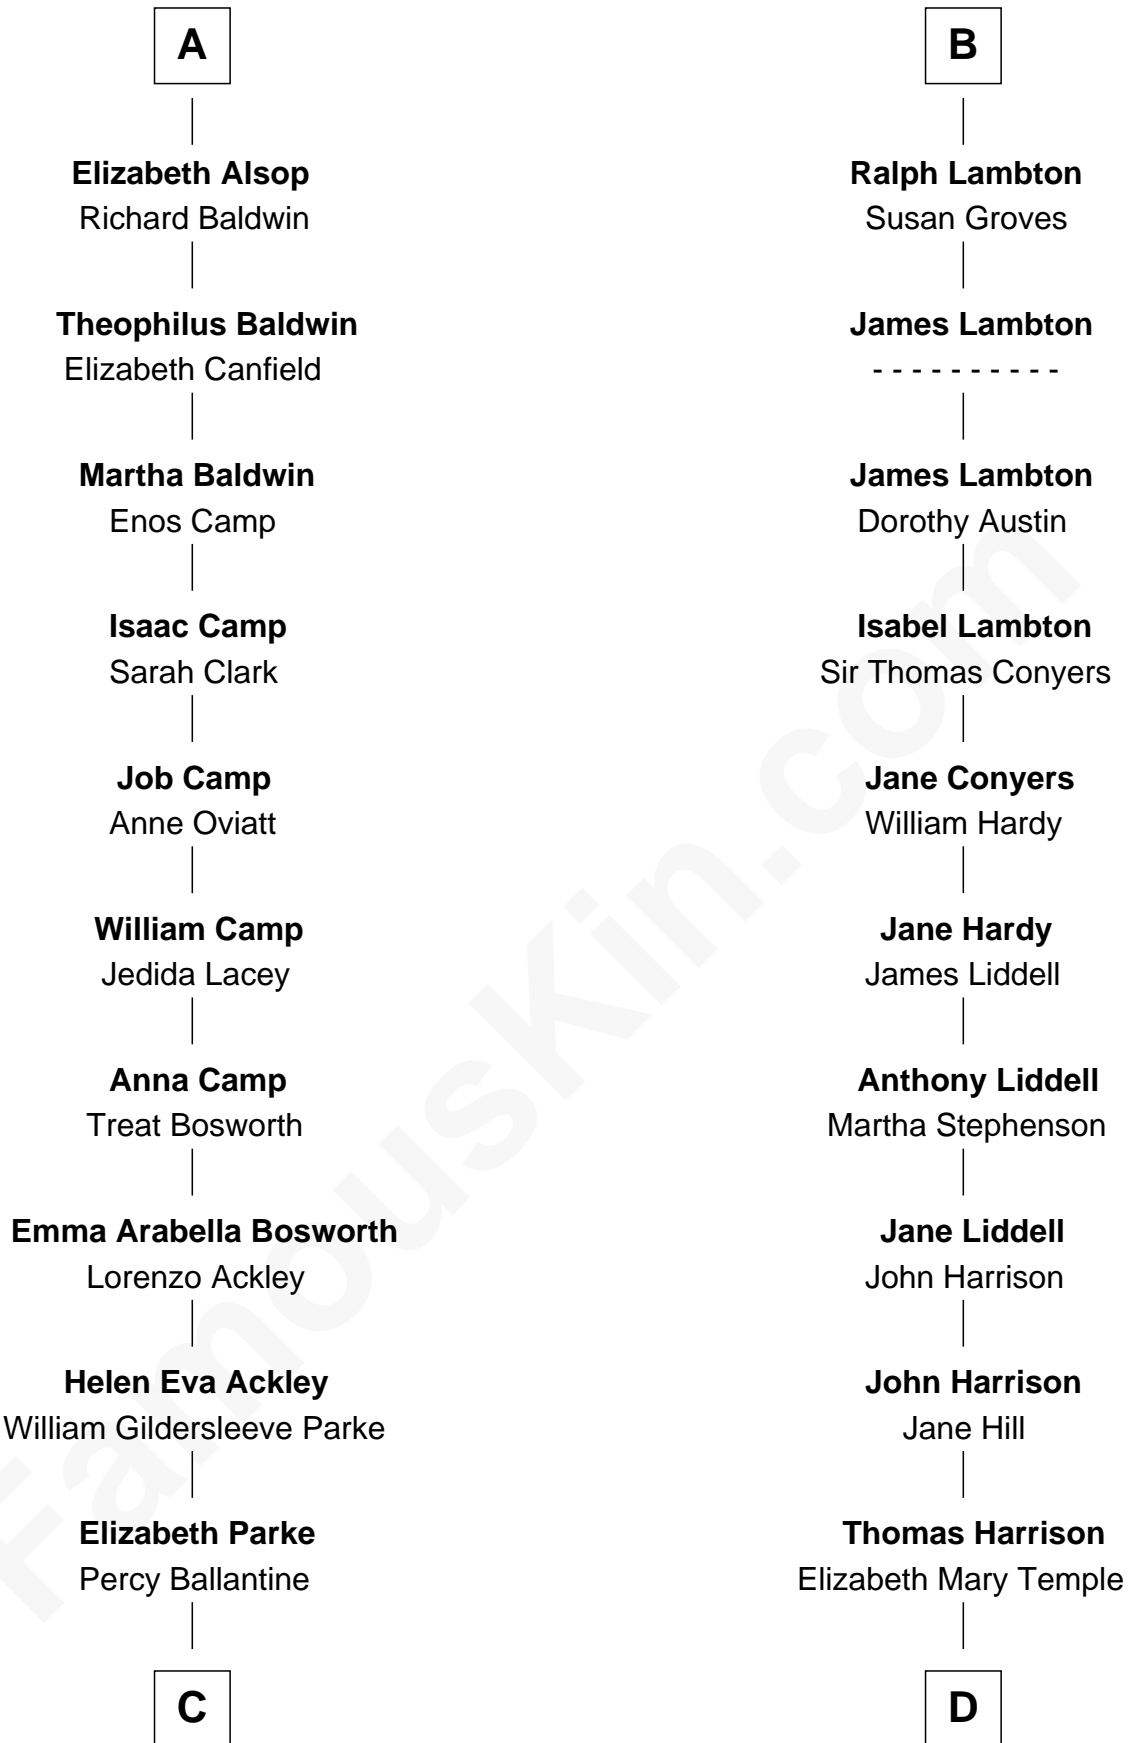 A
Elizabeth Alsop
Richard Baldwin
Theophilus Baldwin
Elizabeth Canfield
Martha Baldwin
Enos Camp
Isaac Camp
Sarah Clark
Job Camp
Anne Oviatt
William Camp
Jedida Lacey
Anna Camp
Treat Bosworth
Emma Arabella Bosworth
Lorenzo Ackley
Helen Eva Ackley
William Gildersleeve Parke
Elizabeth Parke
Percy Ballantine
C
B
Ralph Lambton
Susan Groves
James Lambton
- - - - - - - - - -
James Lambton
Dorothy Austin
Isabel Lambton
Sir Thomas Conyers
Jane Conyers
William Hardy
Jane Hardy
James Liddell
Anthony Liddell
Martha Stephenson
Jane Liddell
John Harrison
John Harrison
Jane Hill
Thomas Harrison
Elizabeth Mary Temple
D
FamousKin.com